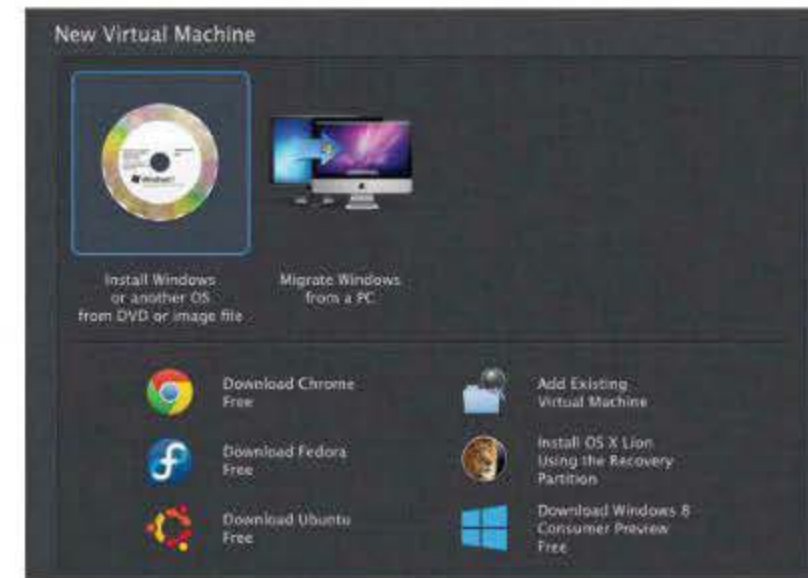 New Virtual Machine
Install Windows
or another OS
from DVD or image file
Migrate Windows
from a PC
Download Chrome
Free
Add Existing
Virtual Machine
Download Fedora
Free
Install OS X Lion
Using the Recovery
Partition
Download Ubuntu
Free
Download Windows 8
Consumer Preview
Free